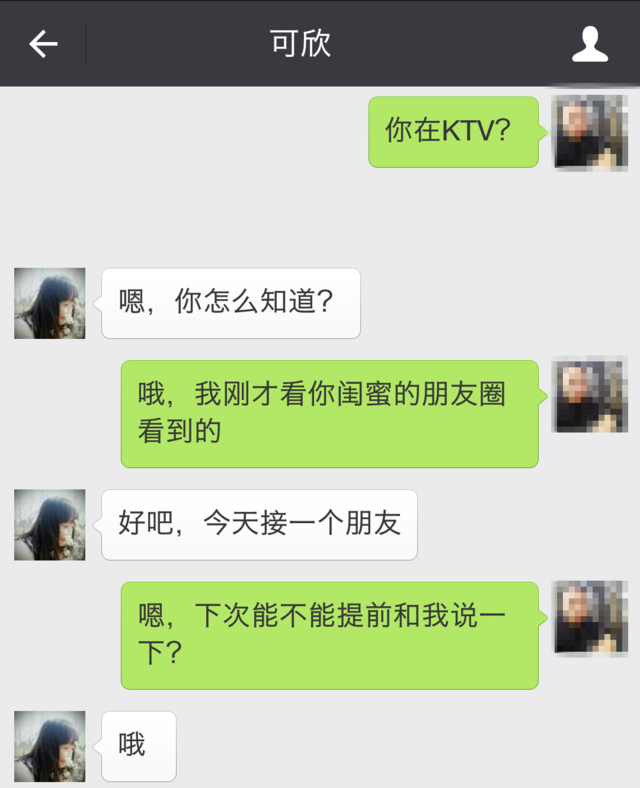 可欣
你在KTV?
嗯，你怎么知道?
哦，我刚才看你闺蜜的朋友圈
看到的
好吧，今天接一个朋友
嗯，下次能不能提前和我说一
下?
哦